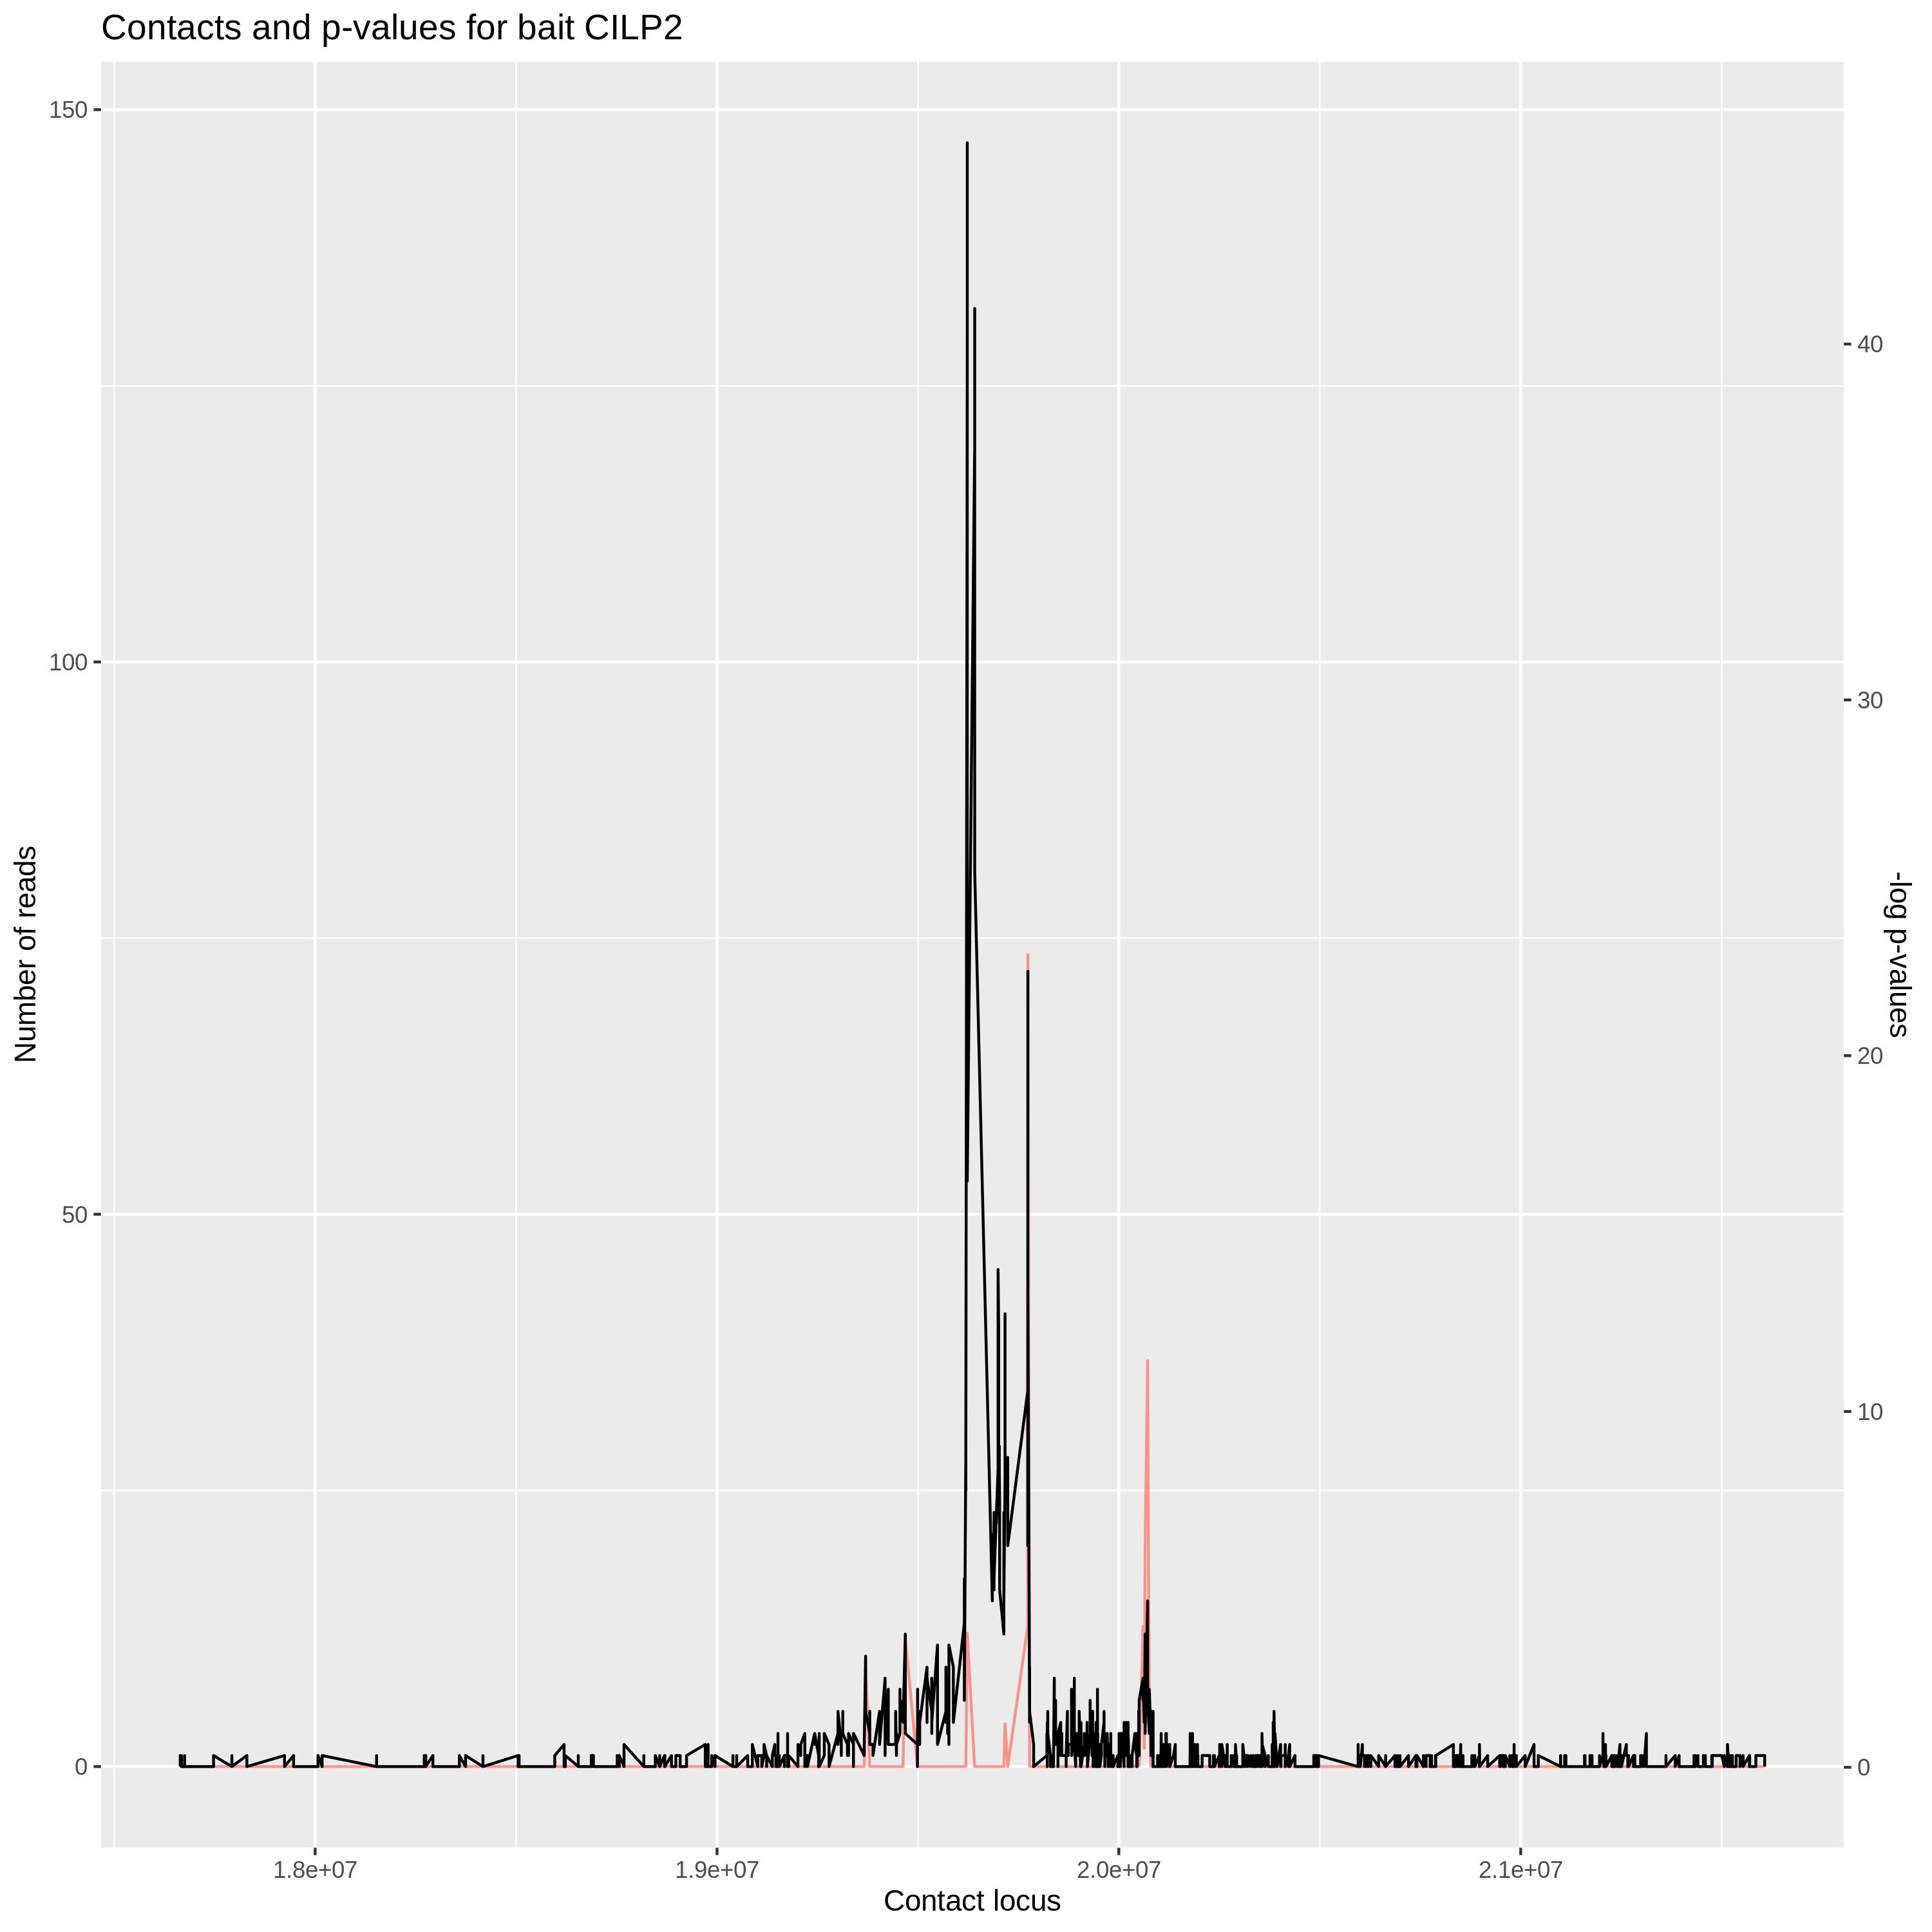 Contacts and p-values for bait CILP2
150
100
50
0
Number of reads
40
30
20
10
0
-log p-values
1.8e+07
1.9e+07
2.0e+07
2.1e+07
Contact locus